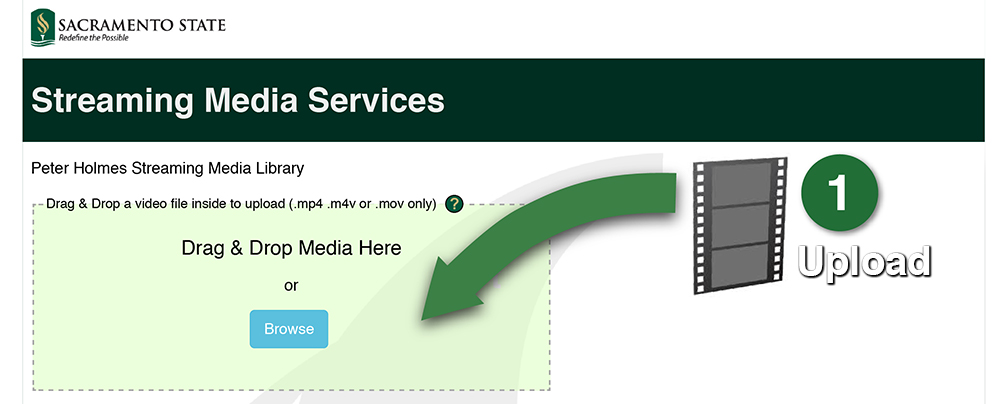 SACRAMENTO STATE
Redefine the Possible
Streaming Media Services
Peter Holmes Streaming Media Library
Drag & Drop a video file inside to upload (.mp4 .m4v or .mov only) ?
Drag & Drop Media Here
or
Browse
1
Upload